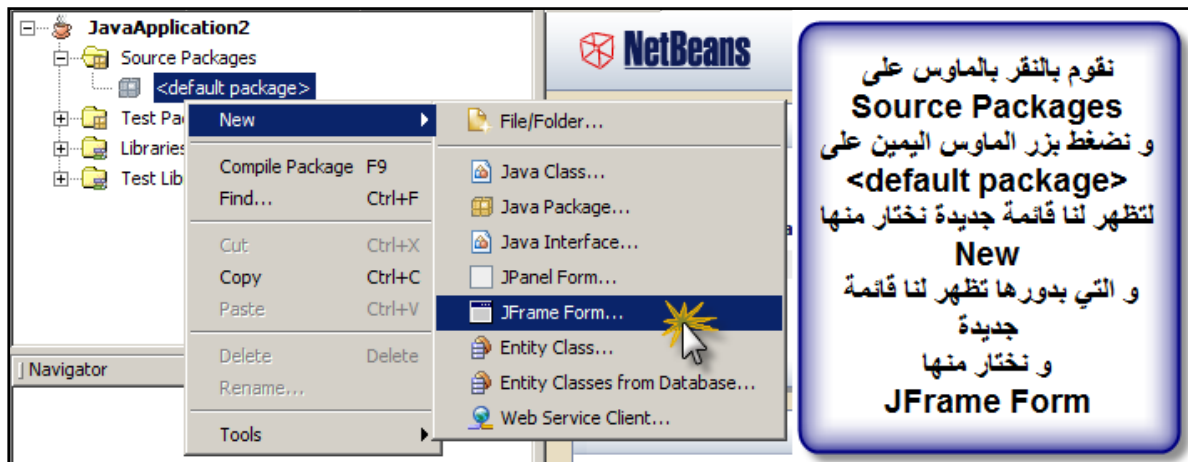 JavaApplication2
Source Packages
<default package>
Test Pa
Libraries
Test Lib
Navigator
New
Compile Package F9
Find... Ctrl+F
Cut Ctrl+X
Copy Ctrl+C
Paste Ctrl+V
Delete Delete
Rename...
Tools
NetBeans
File/Folder...
Java Class...
Java Package...
Java Interface...
JPanel Form...
JFrame Form...
Entity Class...
Entity Classes from Database...
Web Service Client...
نقوم بالنقر بالماوس على
Source Packages
و نضغط بزر الماوس اليمين على
<default package>
لتظهر لنا قائمة جديدة نختار منها
New
و التي بدورها تظهر لنا قائمة
جديدة
و نختار منها
JFrame Form